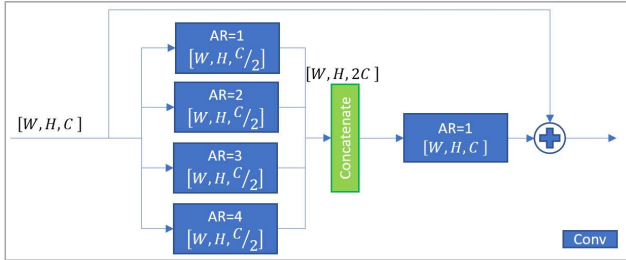 [W, H, C]
AR=1
[W, H, C/2]
AR=2
[W, H, C/2]
AR=3
[W, H, C/2]
AR=4
[W, H, C/2]
[W, H, 2C]
Concatenate
AR=1
[W, H, C]
Conv